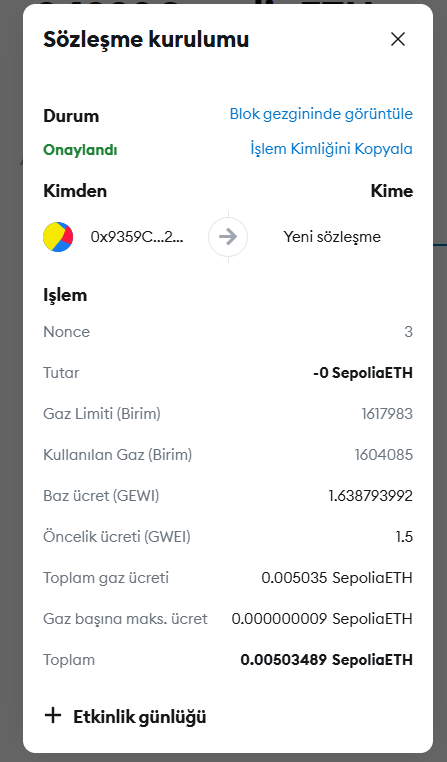 Sözleşme kurulumu
Durum Blok gezgininde görüntüle
Onaylandı İşlem Kimliğini Kopyala
Kimden Kime
0x9359C...2... Yeni sözleşme
İşlem
Nonce 3
Tutar -0 SepoliaETH
Gaz Limiti (Birim) 1617983
Kullanılan Gaz (Birim) 1604085
Baz ücret (GEWI) 1.638793992
Öncelik ücreti (GWEI) 1.5
Toplam gaz ücreti 0.005035 SepoliaETH
Gaz başına maks. ücret 0.000000009 SepoliaETH
Toplam 0.00503489 SepoliaETH
+ Etkinlik günlüğü